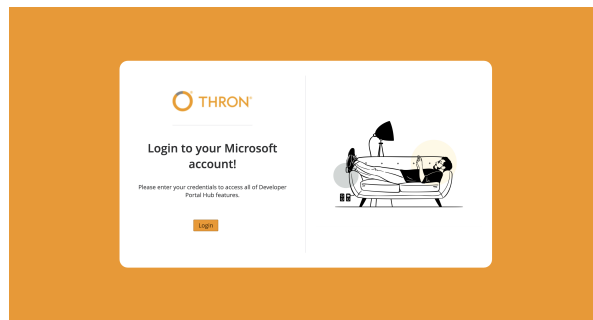 THRON
Login to your Microsoft
account!
Please enter your credentials to access all of Developer
Portal Hub features.
Login